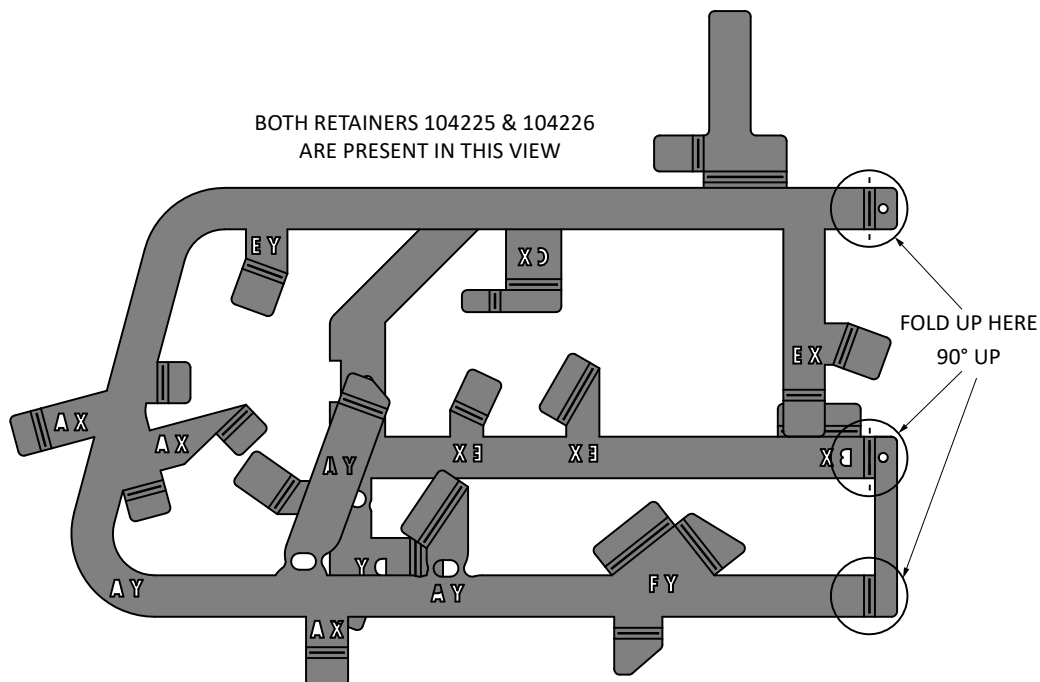 BOTH RETAINERS 104225 & 104226
ARE PRESENT IN THIS VIEW
E Y
C X
FOLD UP HERE
90° UP
E X
A X
A X
A Y
E X
E X
B X
D Y
A Y
A Y
F Y
A X